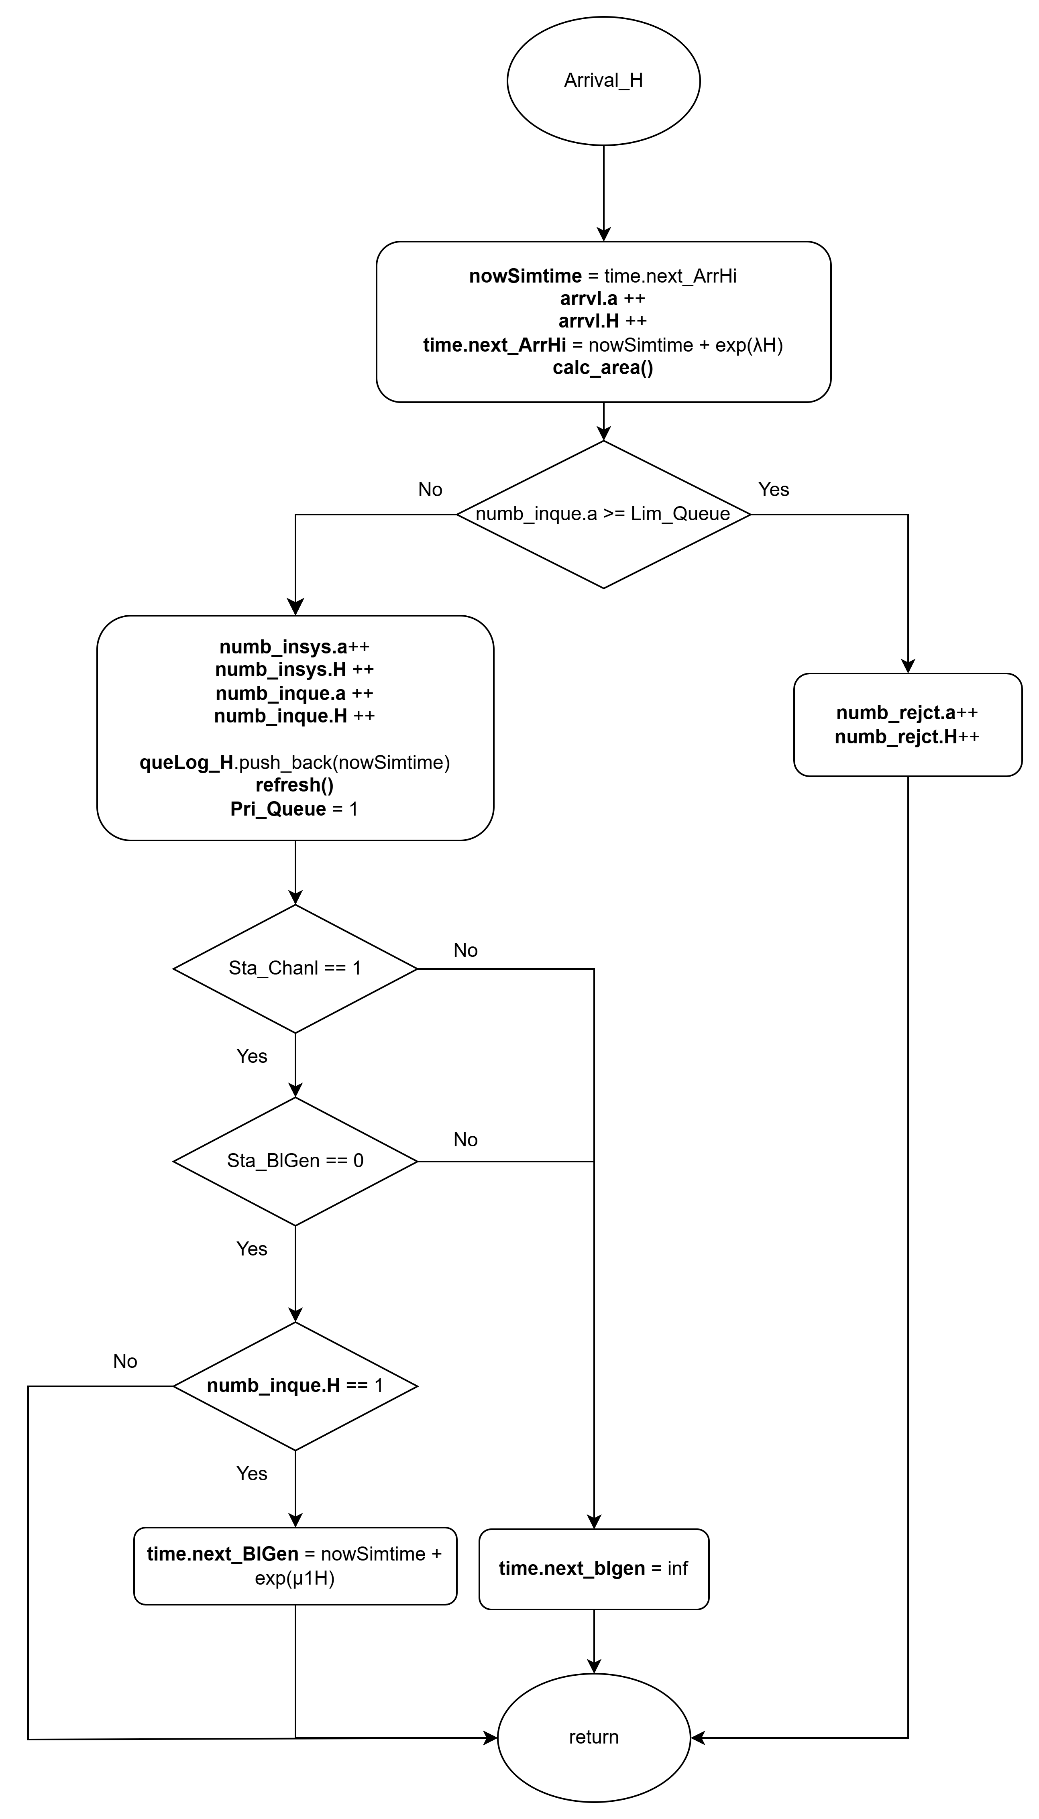 Arrival_H
nowSimtime = time.next_ArrHi
arrvl.a ++
arrvl.H ++
time.next_ArrHi = nowSimtime + exp(λH)
calc_area()
No
Yes
numb_inque.a >= Lim_Queue
numb_insys.a++
numb_insys.H ++
numb_inque.a ++
numb_inque.H ++
queLog_H.push_back(nowSimtime)
refresh()
Pri_Queue = 1
numb_rejct.a++
numb_rejct.H++
No
Sta_Chanl == 1
Yes
No
Sta_BlGen == 0
Yes
No
numb_inque.H == 1
Yes
time.next_BlGen = nowSimtime +
exp(μ1H)
time.next_blgen = inf
return